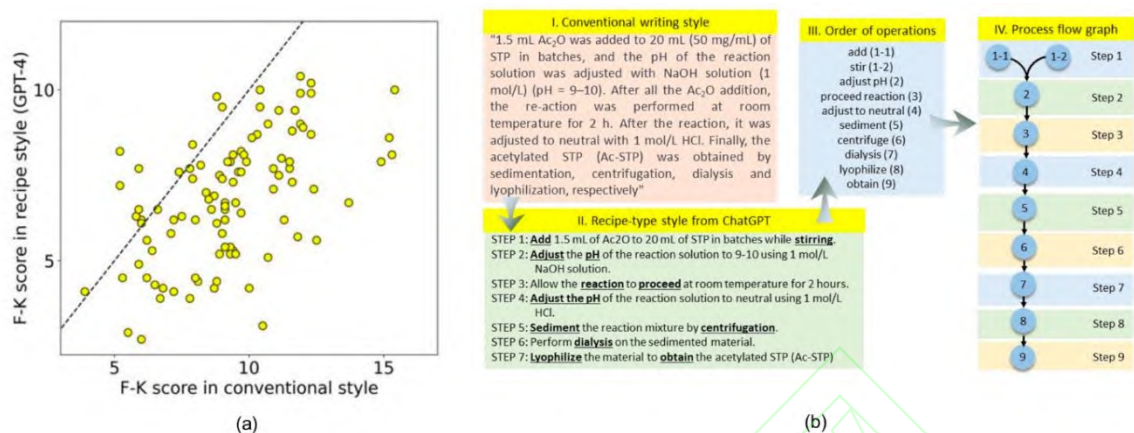 F-K score in recipe style (GPT-4)
10
5
5
10
15
F-K score in conventional style
(a)
I. Conventional writing style
"1.5 mL Ac₂O was added to 20 mL (50 mg/mL) of
STP in batches, and the pH of the reaction
solution was adjusted with NaOH solution (1
mol/L) (pH = 9–10). After all the Ac₂O addition,
the re-action was performed at room
temperature for 2 h. After the reaction, it was
adjusted to neutral with 1 mol/L HCl. Finally, the
acetylated STP (Ac-STP) was obtained by
sedimentation, centrifugation, dialysis and
lyophilization, respectively"
II. Recipe-type style from ChatGPT
STEP 1: Add 1.5 mL of Ac2O to 20 mL of STP in batches while stirring.
STEP 2: Adjust the pH of the reaction solution to 9-10 using 1 mol/L
NaOH solution.
STEP 3: Allow the reaction to proceed at room temperature for 2 hours.
STEP 4: Adjust the pH of the reaction solution to neutral using 1 mol/L
HCl.
STEP 5: Sediment the reaction mixture by centrifugation.
STEP 6: Perform dialysis on the sedimented material.
STEP 7: Lyophilize the material to obtain the acetylated STP (Ac-STP)
III. Order of operations
add (1-1)
stir (1-2)
adjust pH (2)
proceed reaction (3)
adjust to neutral (4)
sediment (5)
centrifuge (6)
dialysis (7)
lyophilize (8)
obtain (9)
IV. Process flow graph
1-1 1-2 Step 1
2 Step 2
3 Step 3
4 Step 4
5 Step 5
6 Step 6
7 Step 7
8 Step 8
9 Step 9
(b)